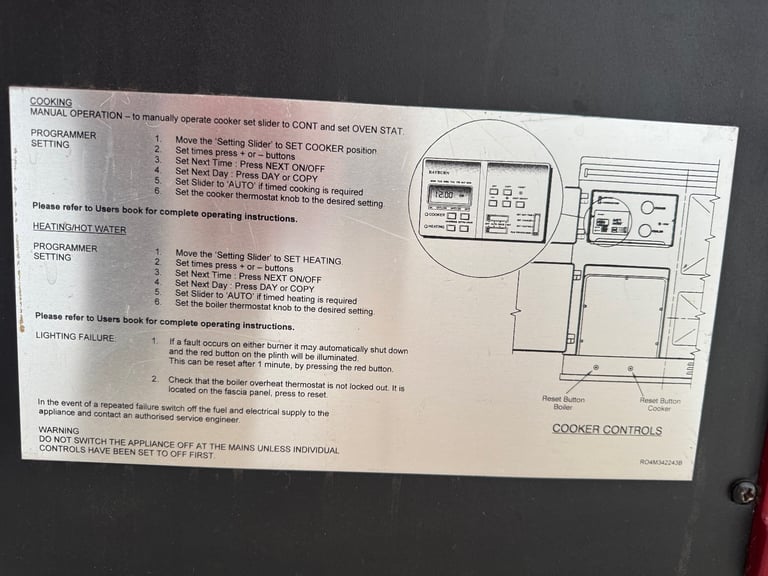 COOKING
MANUAL OPERATION – to manually operate cooker set slider to CONT and set OVEN STAT.
PROGRAMMER SETTING
1. Move the 'Setting Slider' to SET COOKER position
2. Set times press + or – buttons
3. Set Next Time : Press NEXT ON/OFF
4. Set Next Day : Press DAY or COPY
5. Set Slider to 'AUTO' if timed cooking is required
6. Set the cooker thermostat knob to the desired setting.
Please refer to Users book for complete operating instructions.
HEATING/HOT WATER
PROGRAMMER SETTING
1. Move the 'Setting Slider' to SET HEATING.
2. Set times press + or – buttons
3. Set Next Time : Press NEXT ON/OFF
4. Set Next Day : Press DAY or COPY
5. Set Slider to 'AUTO' if timed heating is required
6. Set the boiler thermostat knob to the desired setting.
Please refer to Users book for complete operating instructions.
LIGHTING FAILURE:
1. If a fault occurs on either burner it may automatically shut down
and the red button on the plinth will be illuminated.
This can be reset after 1 minute, by pressing the red button.
2. Check that the boiler overheat thermostat is not locked out. It is
located on the fascia panel, press to reset.
In the event of a repeated failure switch off the fuel and electrical supply to the
appliance and contact an authorised service engineer.
WARNING
DO NOT SWITCH THE APPLIANCE OFF AT THE MAINS UNLESS INDIVIDUAL
CONTROLS HAVE BEEN SET TO OFF FIRST.
RAYBURN
12:00
COOKER
HEATING
Reset Button
Boiler
Reset Button
Cooker
COOKER CONTROLS
RO4M342243B